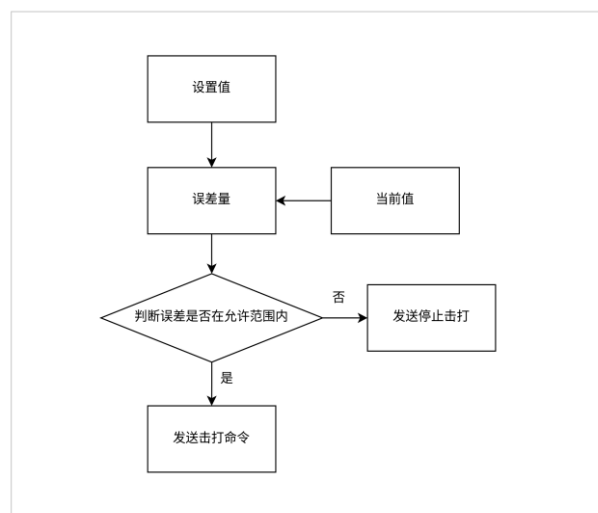 设置值
误差量
当前值
判断误差是否在允许范围内
否
发送停止击打
是
发送击打命令